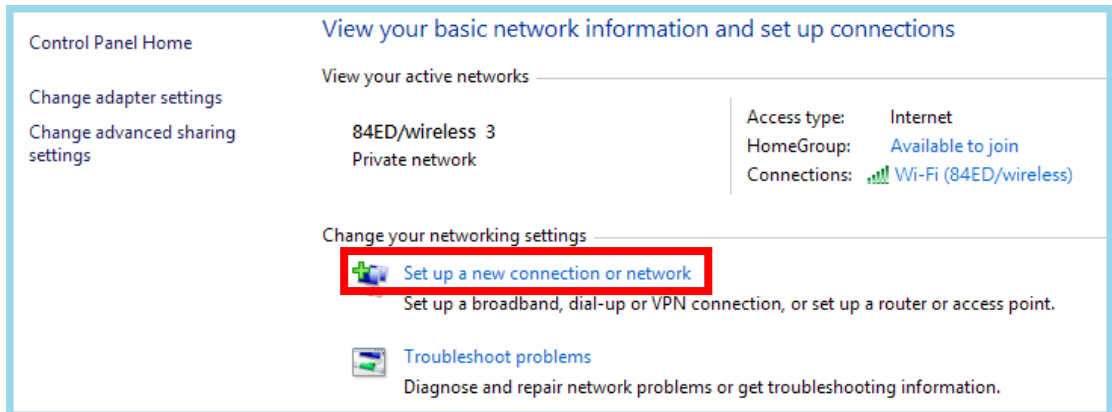 Control Panel Home
Change adapter settings
Change advanced sharing
settings
View your basic network information and set up connections
View your active networks
84ED/wireless 3
Private network
Access type: Internet
HomeGroup: Available to join
Connections: Wi-Fi (84ED/wireless)
Change your networking settings
Set up a new connection or network
Set up a broadband, dial-up or VPN connection, or set up a router or access point.
Troubleshoot problems
Diagnose and repair network problems or get troubleshooting information.